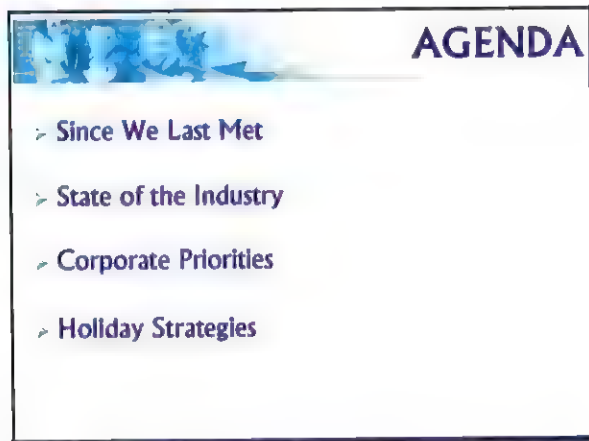 AGENDA
➢ Since We Last Met
➢ State of the Industry
➢ Corporate Priorities
➢ Holiday Strategies